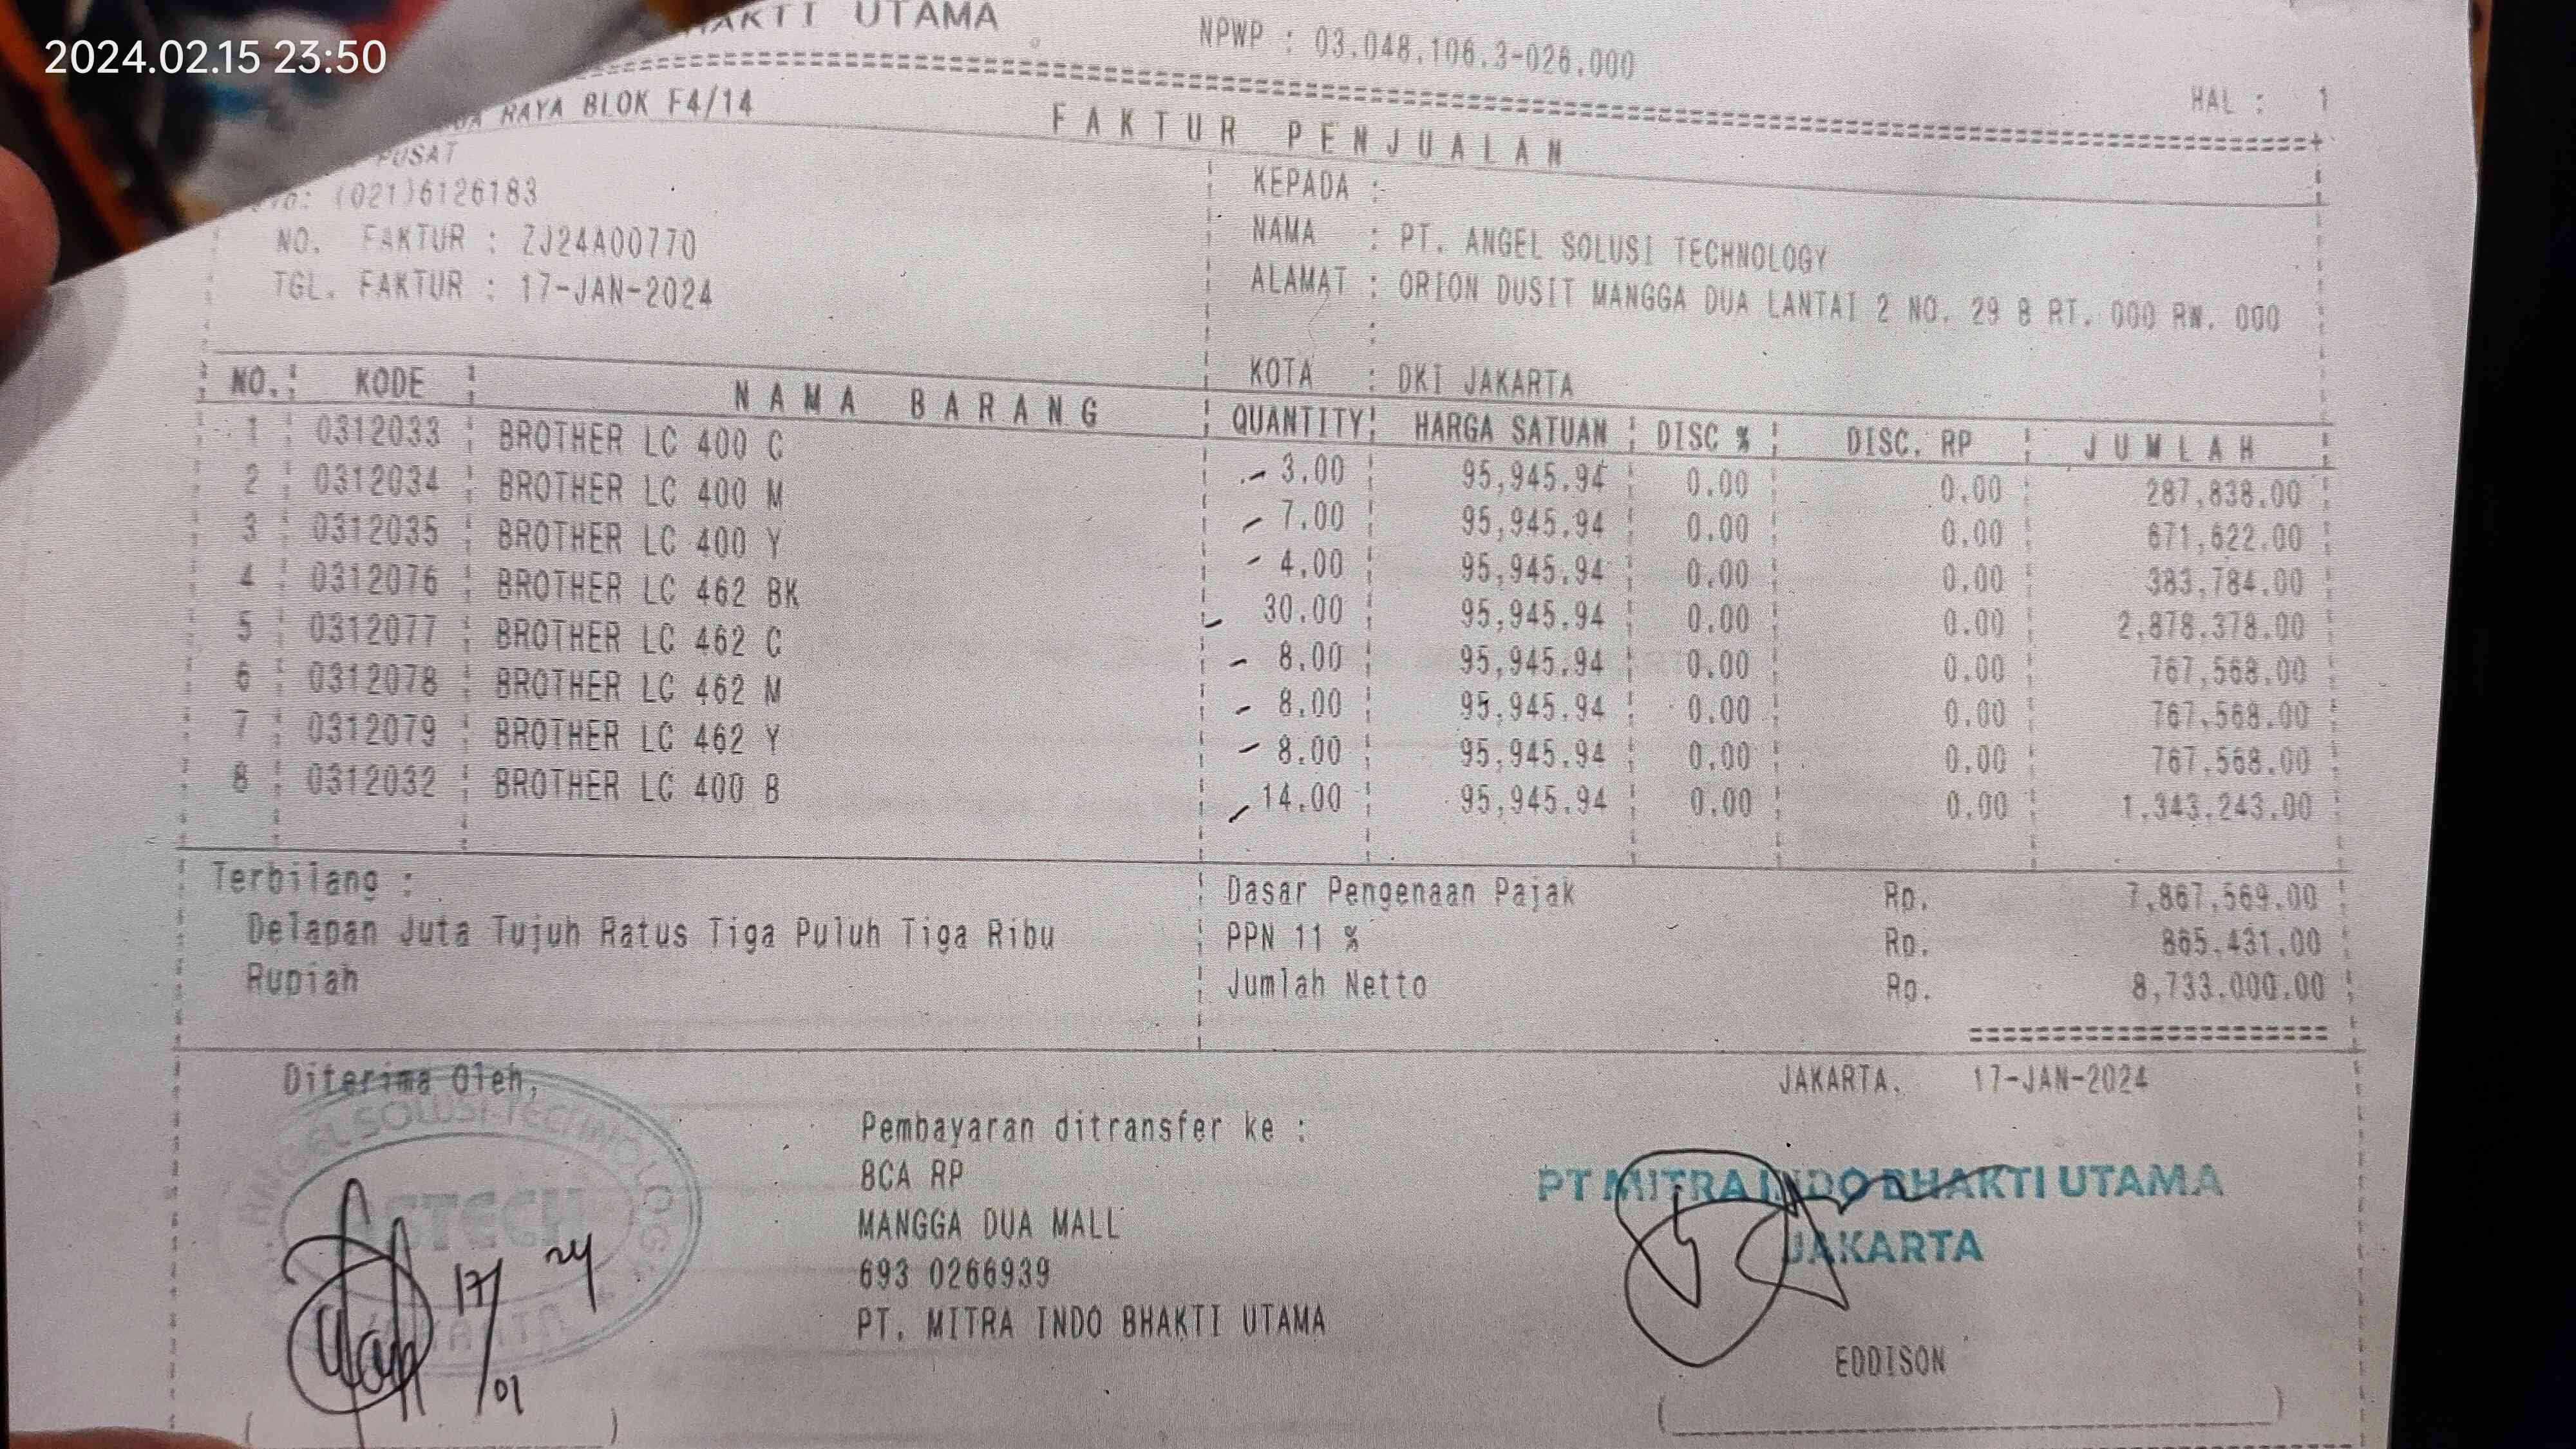 2024.02.15 23:50
UTAMA
NPWP : 03.048.106.3-026.000
HAL : 1
RAYA BLOK F4/14
FAKTUR PENJUALAN
PUSAT
(021)6126183
NO. FAKTUR : ZJ24A00770
TGL. FAKTUR : 17-JAN-2024
KEPADA :
NAMA : PT. ANGEL SOLUSI TECHNOLOGY
ALAMAT : ORION DUSIT MANGGA DUA LANTAI 2 NO. 29 B RT. 000 RW. 000
:
KOTA : DKI JAKARTA
NO. KODE NAMA BARANG QUANTITY HARGA SATUAN DISC % DISC. RP JUMLAH
1 0312033 BROTHER LC 400 C 3.00 95,945.94 0.00 0.00 287,838.00
2 0312034 BROTHER LC 400 M 7.00 95,945.94 0.00 0.00 671,622.00
3 0312035 BROTHER LC 400 Y 4.00 95,945.94 0.00 0.00 383,784.00
4 0312076 BROTHER LC 462 BK 30.00 95,945.94 0.00 0.00 2,878,378.00
5 0312077 BROTHER LC 462 C 8.00 95,945.94 0.00 0.00 767,568.00
6 0312078 BROTHER LC 462 M 8.00 95,945.94 0.00 0.00 767,568.00
7 0312079 BROTHER LC 462 Y 8.00 95,945.94 0.00 0.00 767,568.00
8 0312032 BROTHER LC 400 B 14.00 95,945.94 0.00 0.00 1,343,243.00
Terbilang :
Delapan Juta Tujuh Ratus Tiga Puluh Tiga Ribu
Rupiah
Dasar Pengenaan Pajak Rp. 7,867,569.00
PPN 11 % Rp. 865,431.00
Jumlah Netto Rp. 8,733,000.00
Diterima Oleh,
ANGEL SOLUSI TECHNOLOGY
ASTECH
JAKARTA
17/01 24
Pembayaran ditransfer ke :
BCA RP
MANGGA DUA MALL
693 0266939
PT. MITRA INDO BHAKTI UTAMA
JAKARTA, 17-JAN-2024
PT MITRA INDO BHAKTI UTAMA
JAKARTA
EDDISON